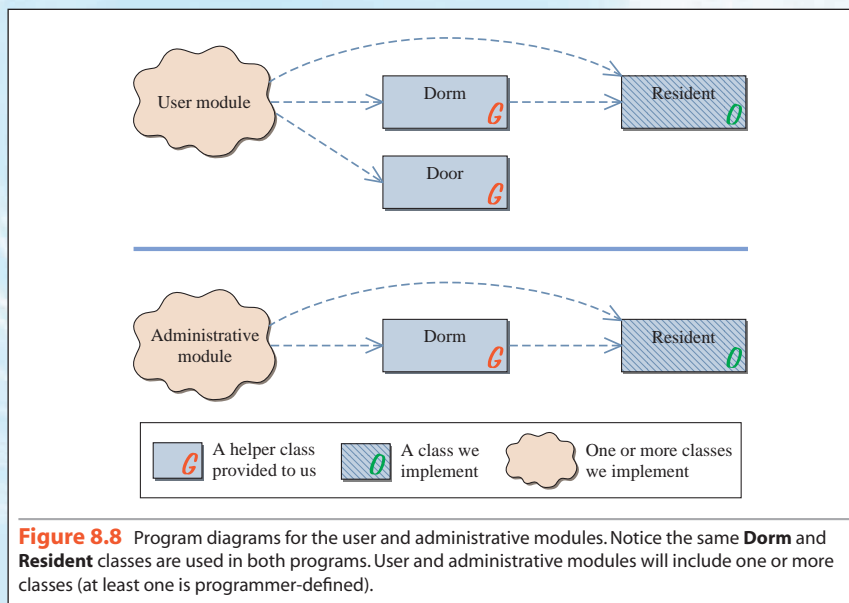 User module
Dorm
G
Resident
O
Door
G
Administrative
module
Dorm
G
Resident
O
G
A helper class
provided to us
O
A class we
implement
One or more classes
we implement
Figure 8.8 Program diagrams for the user and administrative modules. Notice the same Dorm and
Resident classes are used in both programs. User and administrative modules will include one or more
classes (at least one is programmer-defined).